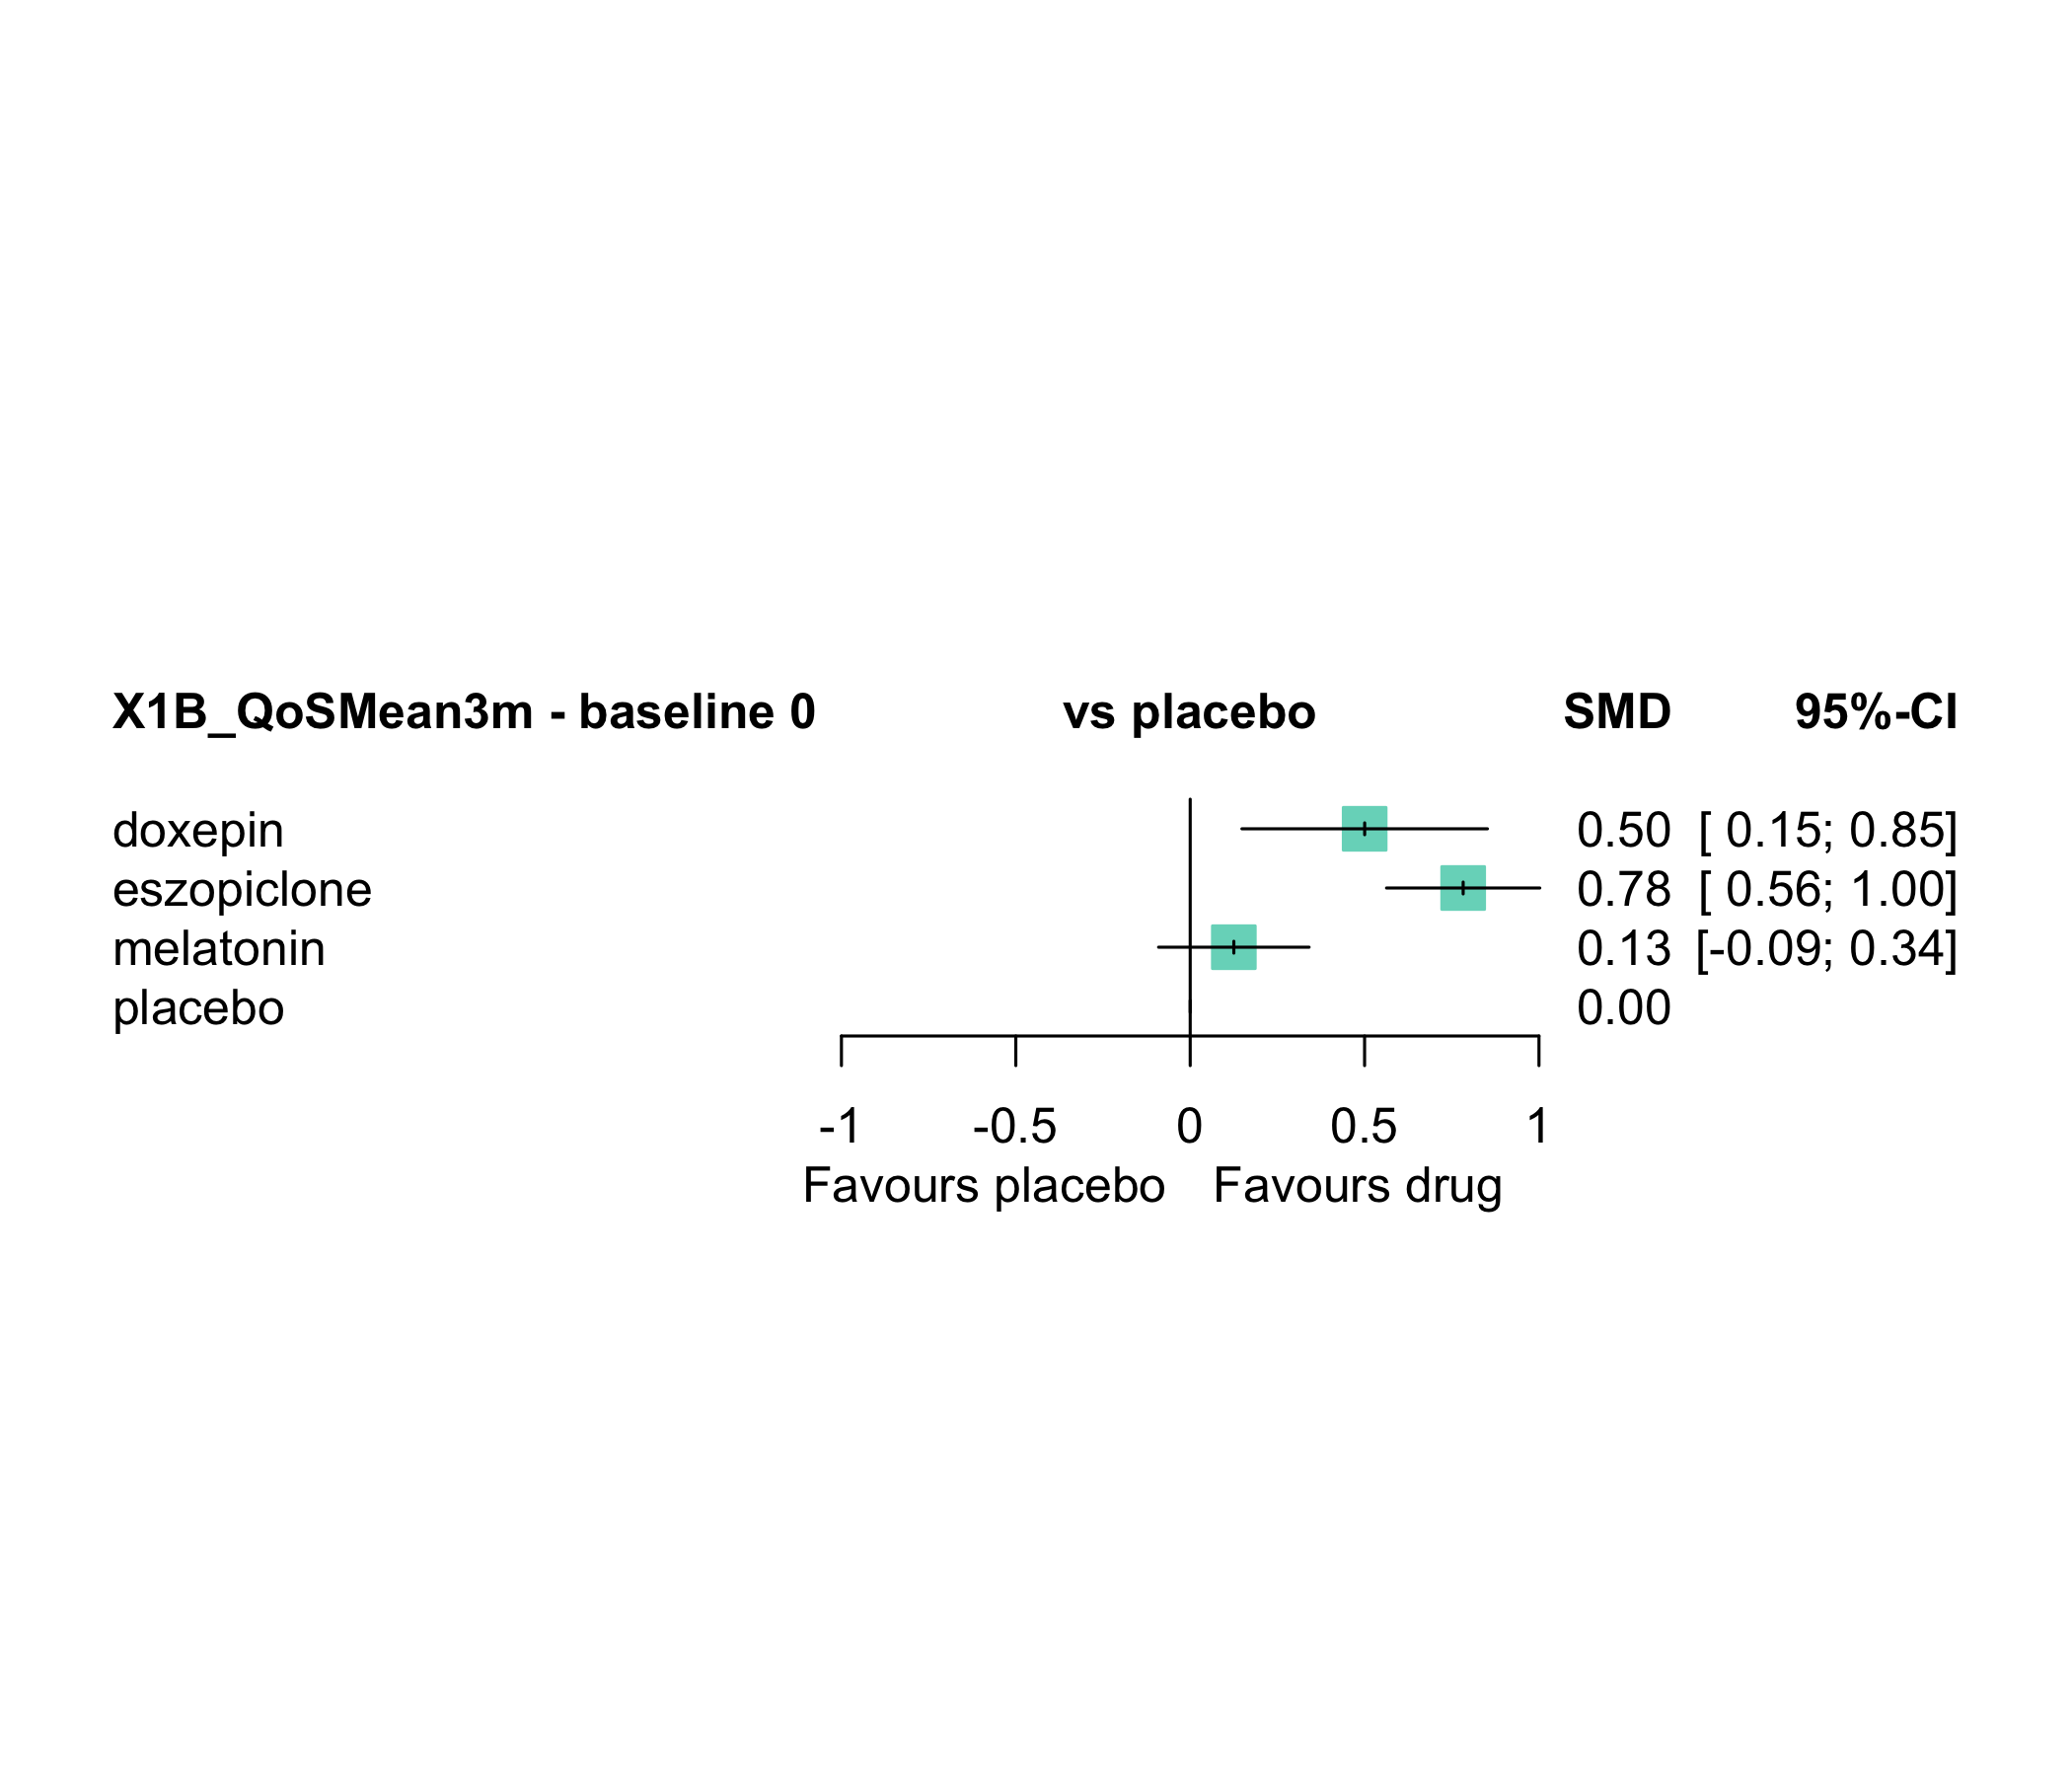 X1B_QoSMean3m - baseline 0 vs placebo SMD 95%-CI
doxepin 0.50 [ 0.15; 0.85]
eszopiclone 0.78 [ 0.56; 1.00]
melatonin 0.13 [-0.09; 0.34]
placebo 0.00
-1 -0.5 0 0.5 1
Favours placebo Favours drug